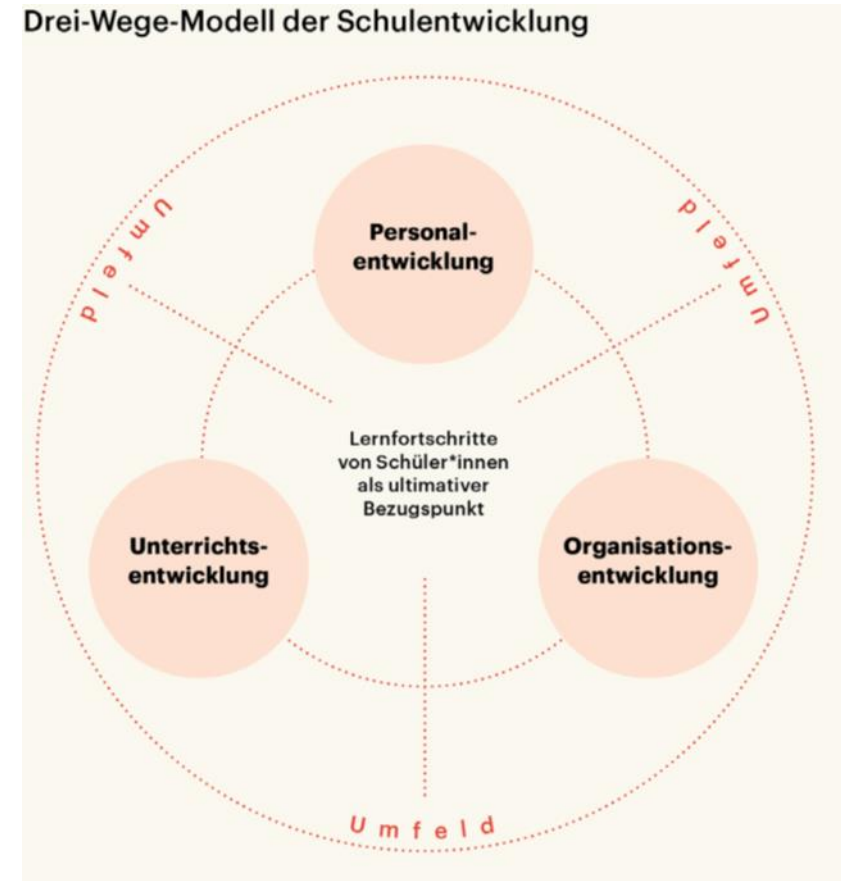 Drei-Wege-Modell der Schulentwicklung
Umfeld
Umfeld
Personal-
entwicklung
Lernfortschritte
von Schüler*innen
als ultimativer
Bezugspunkt
Unterrichts-
entwicklung
Organisations-
entwicklung
Umfeld